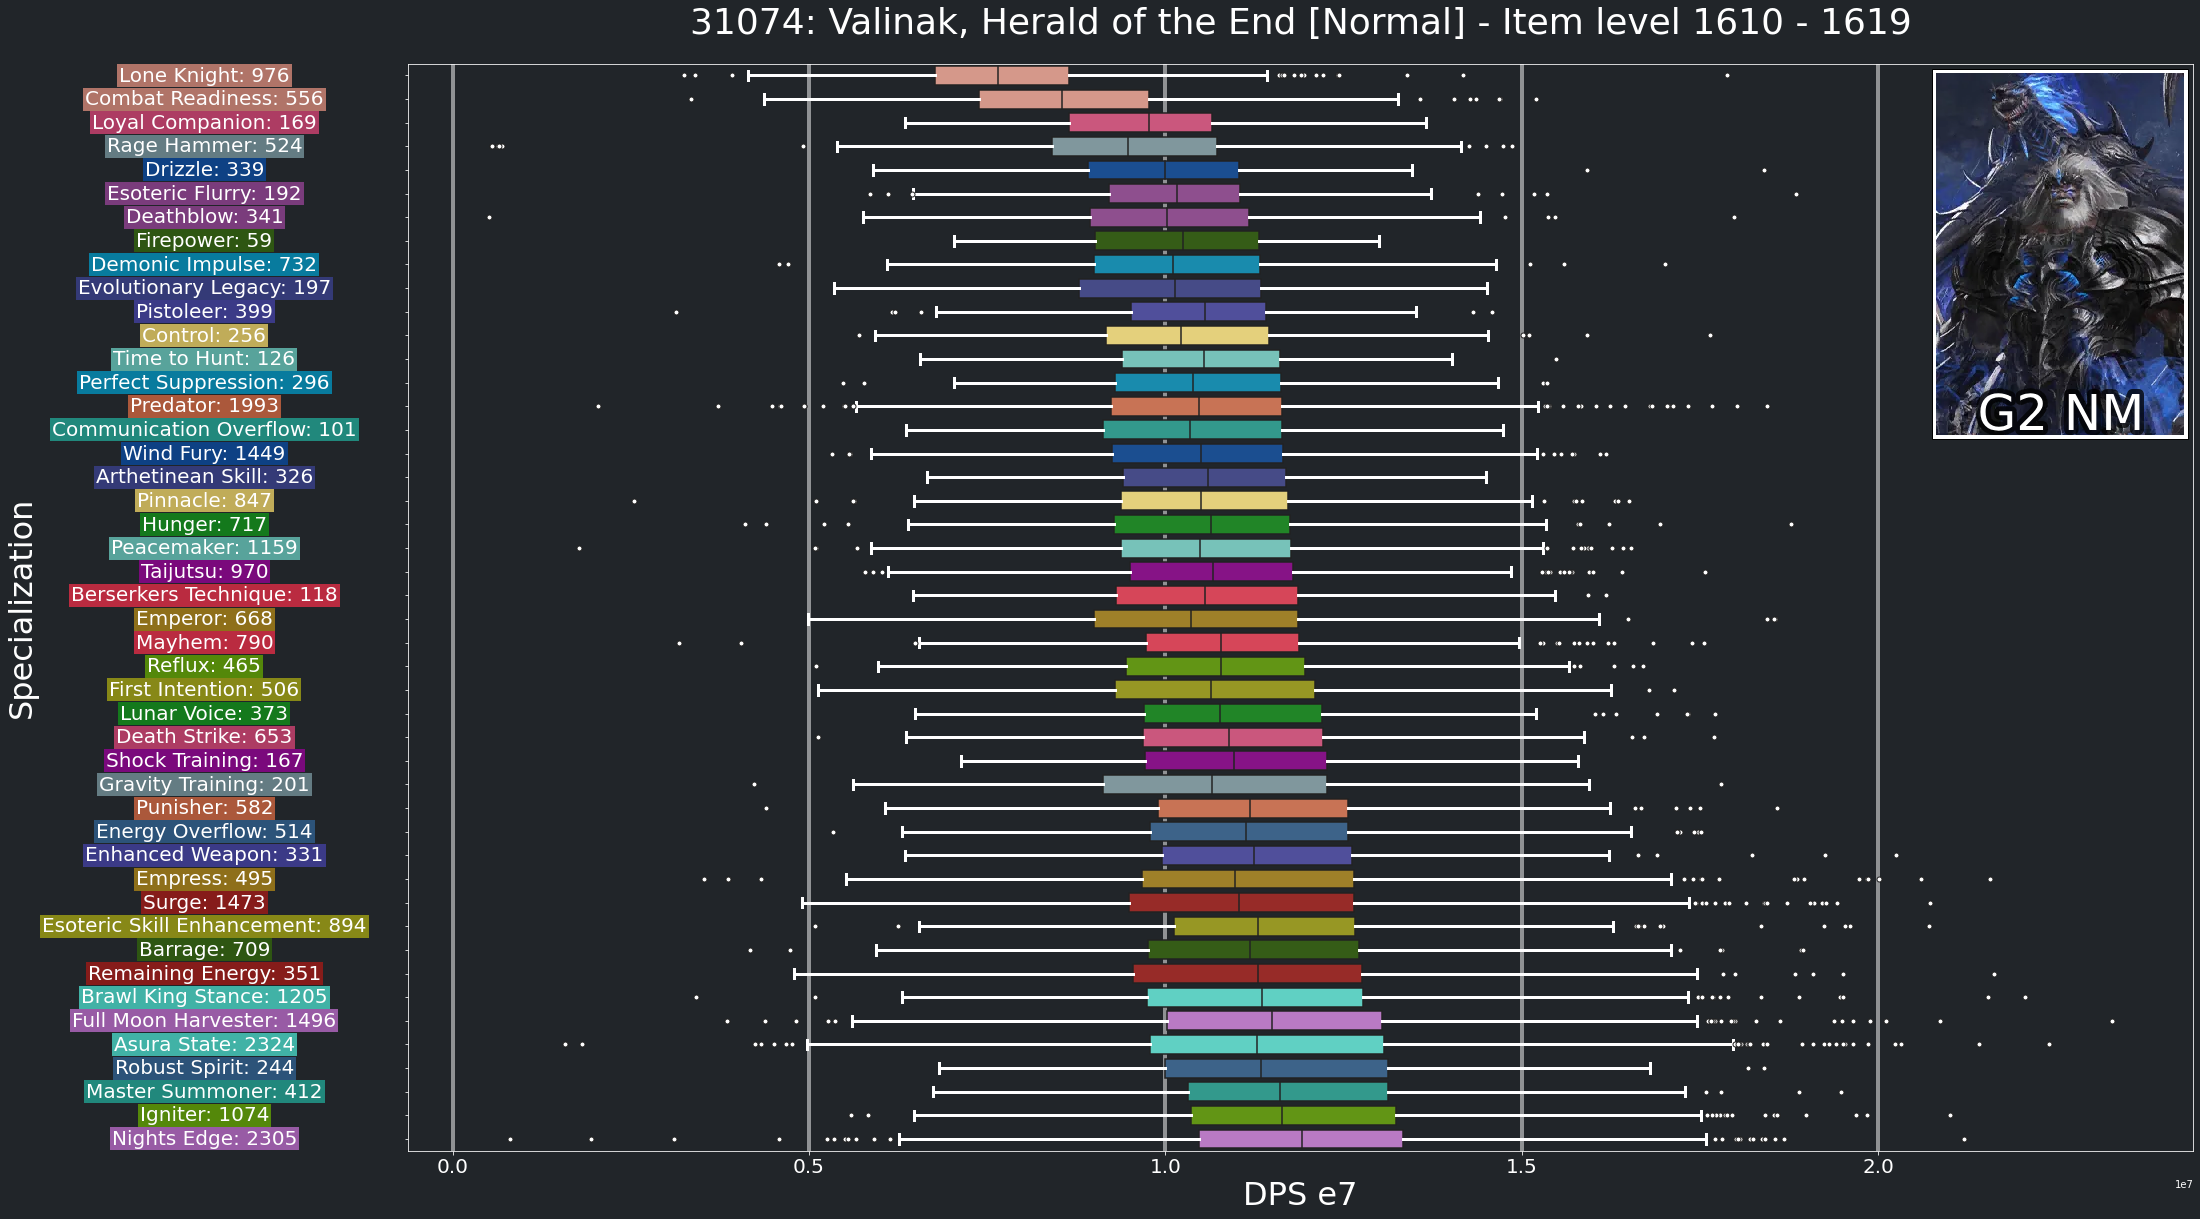 31074: Valinak, Herald of the End [Normal] - Item level 1610 - 1619
Specialization
Lone Knight: 976
Combat Readiness: 556
Loyal Companion: 169
Rage Hammer: 524
Drizzle: 339
Esoteric Flurry: 192
Deathblow: 341
Firepower: 59
Demonic Impulse: 732
Evolutionary Legacy: 197
Pistoleer: 399
Control: 256
Time to Hunt: 126
Perfect Suppression: 296
Predator: 1993
Communication Overflow: 101
Wind Fury: 1449
Arthetinean Skill: 326
Pinnacle: 847
Hunger: 717
Peacemaker: 1159
Taijutsu: 970
Berserkers Technique: 118
Emperor: 668
Mayhem: 790
Reflux: 465
First Intention: 506
Lunar Voice: 373
Death Strike: 653
Shock Training: 167
Gravity Training: 201
Punisher: 582
Energy Overflow: 514
Enhanced Weapon: 331
Empress: 495
Surge: 1473
Esoteric Skill Enhancement: 894
Barrage: 709
Remaining Energy: 351
Brawl King Stance: 1205
Full Moon Harvester: 1496
Asura State: 2324
Robust Spirit: 244
Master Summoner: 412
Igniter: 1074
Nights Edge: 2305
G2 NM
0.0 0.5 1.0 1.5 2.0
DPS e7
1e7